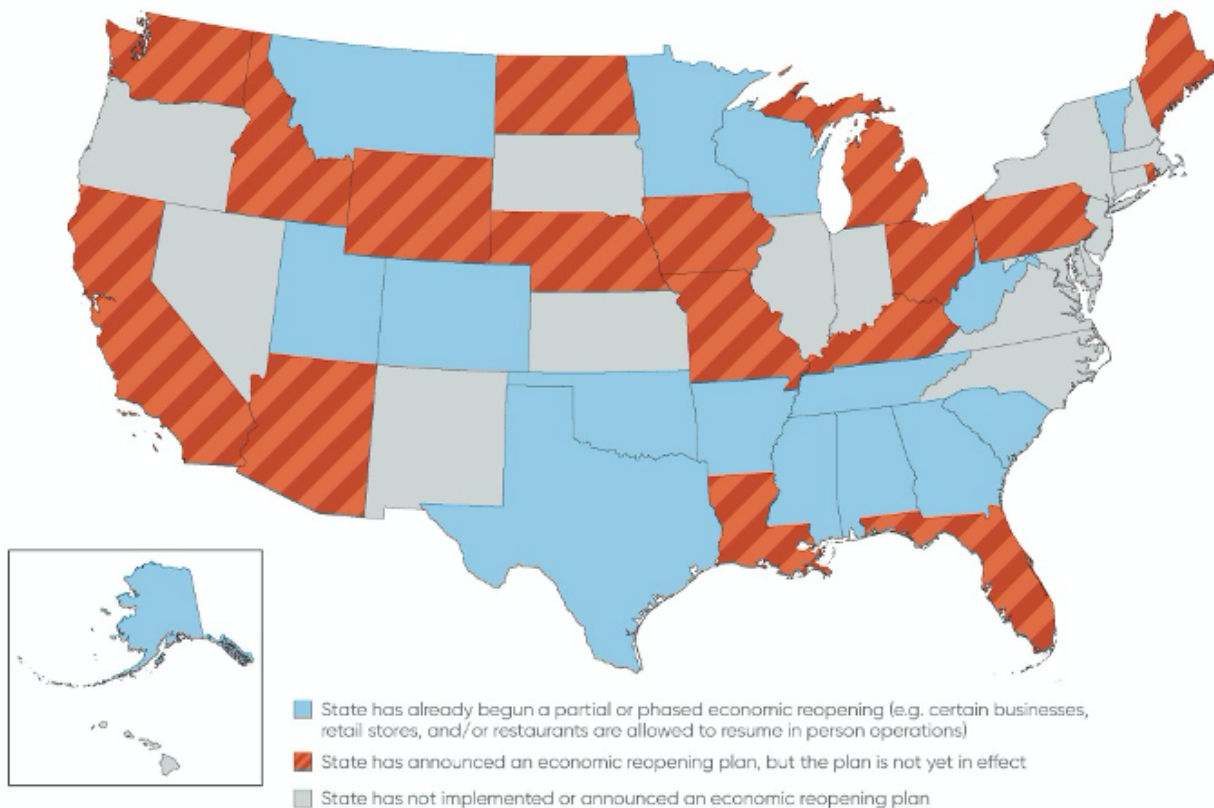 State has already begun a partial or phased economic reopening (e.g. certain businesses,
retail stores, and/or restaurants are allowed to resume in person operations)
State has announced an economic reopening plan, but the plan is not yet in effect
State has not implemented or announced an economic reopening plan